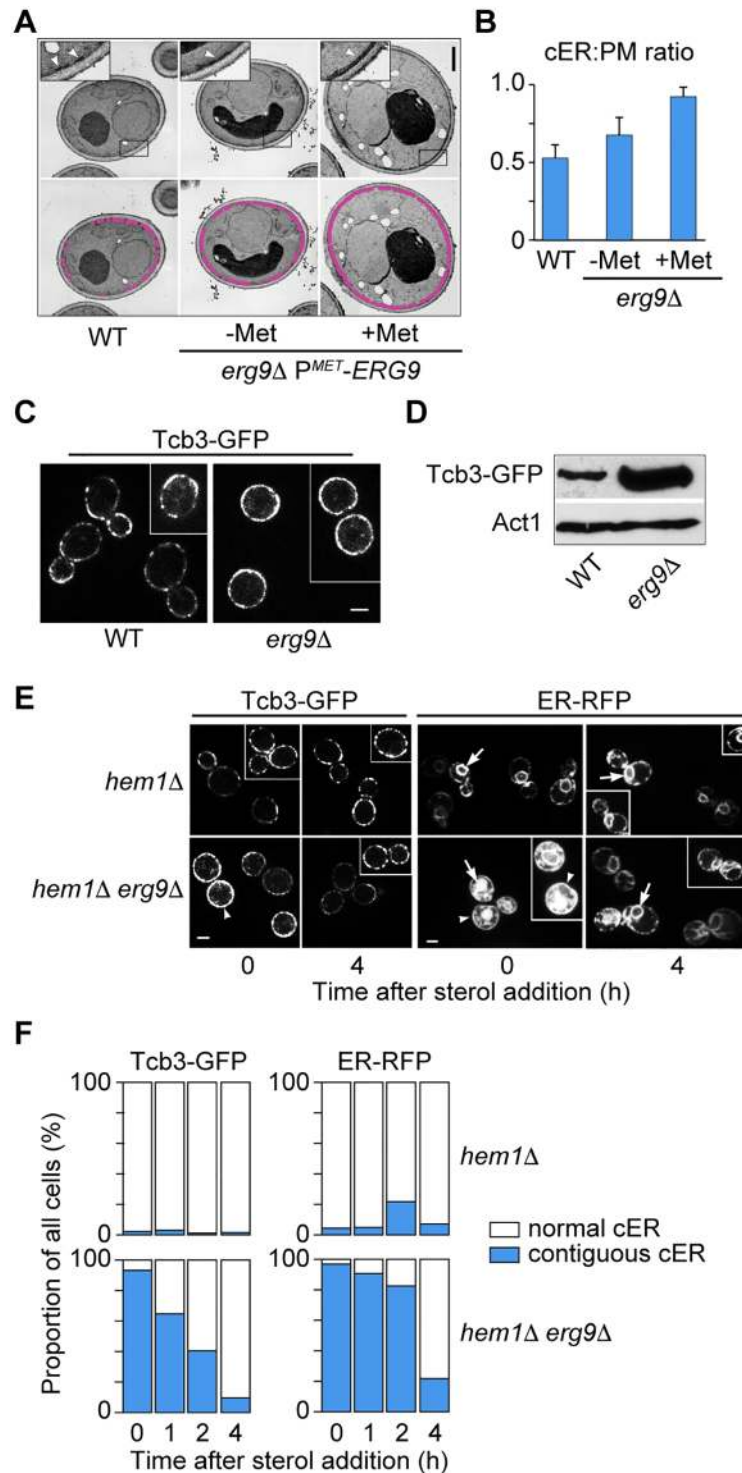 A
WT
-Met
+Met
erg9Δ P^MET-ERG9
B
cER:PM ratio
1
0.5
0
WT
-Met
+Met
erg9Δ
C
Tcb3-GFP
WT
erg9Δ
D
Tcb3-GFP
Act1
WT
erg9Δ
E
Tcb3-GFP
ER-RFP
hem1Δ
hem1Δ erg9Δ
0
4
0
4
Time after sterol addition (h)
F
Tcb3-GFP
ER-RFP
Proportion of all cells (%)
100
0
100
0
hem1Δ
normal cER
contiguous cER
100
0
100
0
hem1Δ erg9Δ
0 1 2 4
0 1 2 4
Time after sterol addition (h)